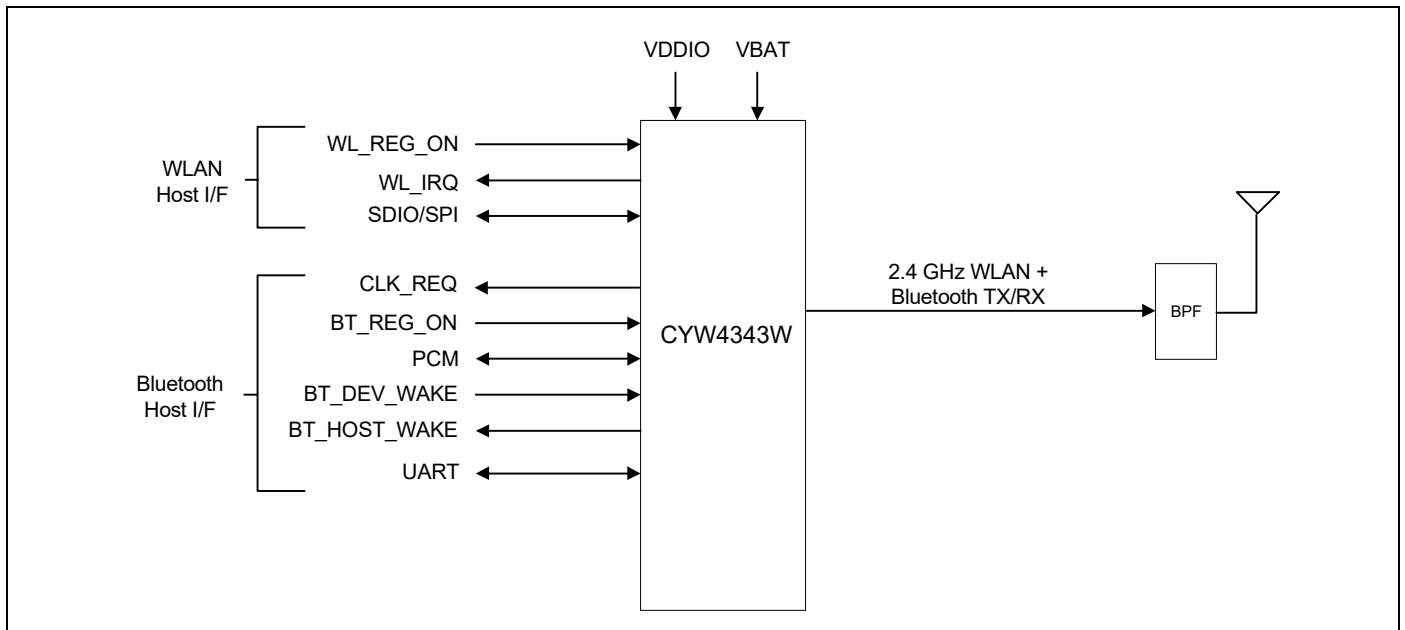 VDDIO VBAT
WLAN
Host I/F
WL_REG_ON
WL_IRQ
SDIO/SPI
Bluetooth
Host I/F
CLK_REQ
BT_REG_ON
PCM
BT_DEV_WAKE
BT_HOST_WAKE
UART
CYW4343W
2.4 GHz WLAN +
Bluetooth TX/RX
BPF